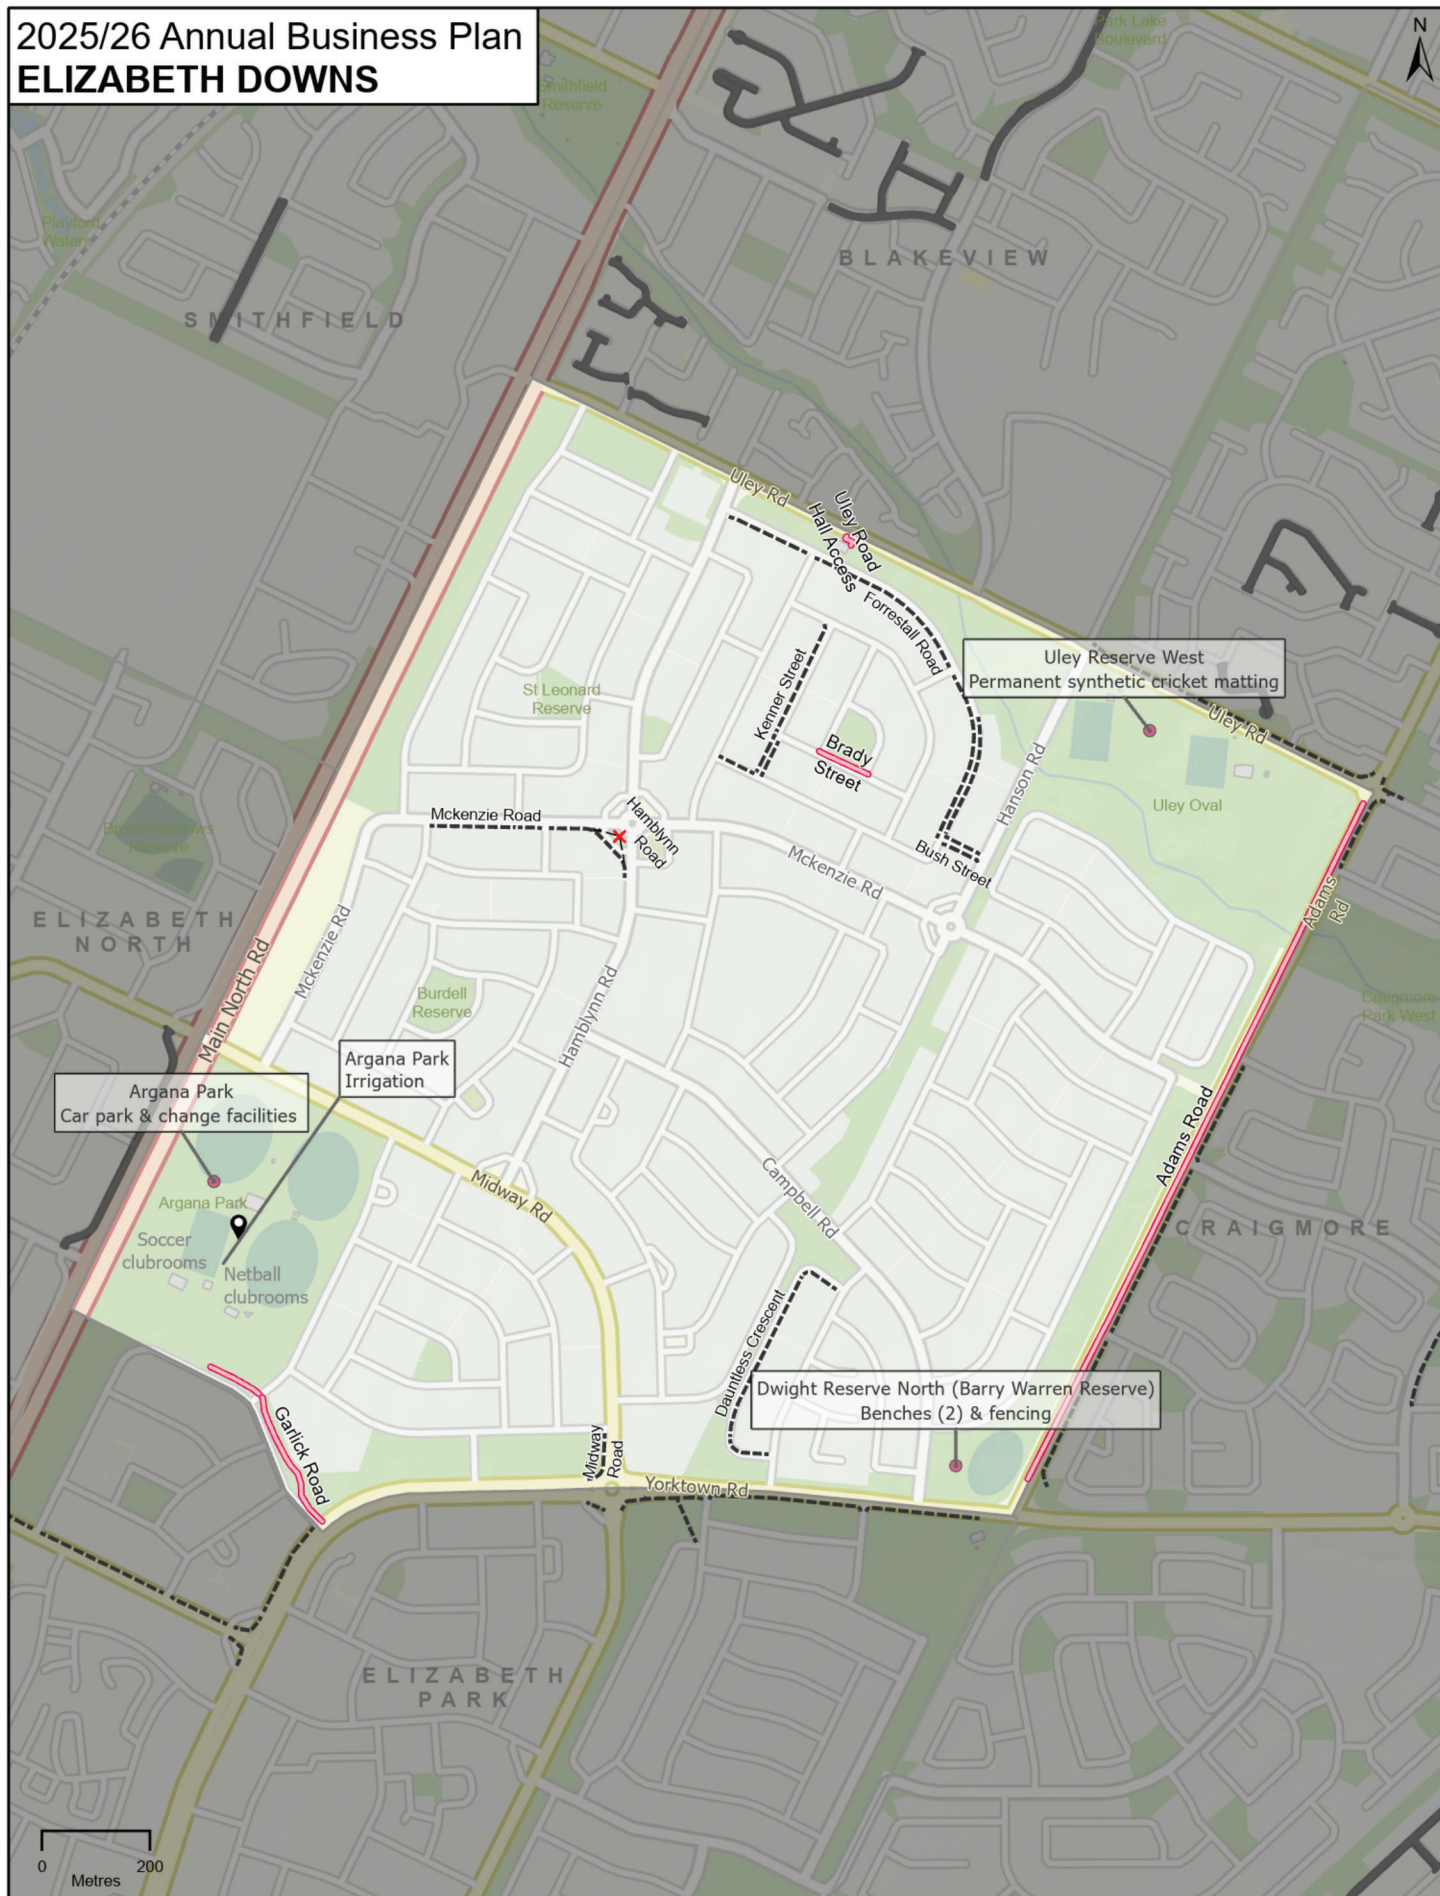 2025/26 Annual Business Plan
ELIZABETH DOWNS
N
Park Lake
Boulevard
Smithfield
Reserve
Playford
Waters
BLAKEVIEW
SMITHFIELD
Uley Rd
Uley Road
Hall Access
Forrestall Road
Uley Reserve West
Permanent synthetic cricket matting
St Leonard
Reserve
Kenner Street
Uley Rd
Brady
Street
Hanson Rd
Uley Oval
Mckenzie Road
Hamblynn
Road
Broadmeadows
Reserve
Mckenzie Rd
Bush Street
Adams
Rd
ELIZABETH
NORTH
Mckenzie Rd
Main North Rd
Burdell
Reserve
Hamblynn Rd
Craigmore
Park West
Argana Park
Irrigation
Argana Park
Car park & change facilities
Adams Road
Midway Rd
Campbell Rd
Argana Park
Soccer
clubrooms
CRAIGMORE
Netball
clubrooms
Dauntless Crescent
Dwight Reserve North (Barry Warren Reserve)
Benches (2) & fencing
Garlick Road
Midway
Road
Yorktown Rd
ELIZABETH
PARK
0 200
Metres